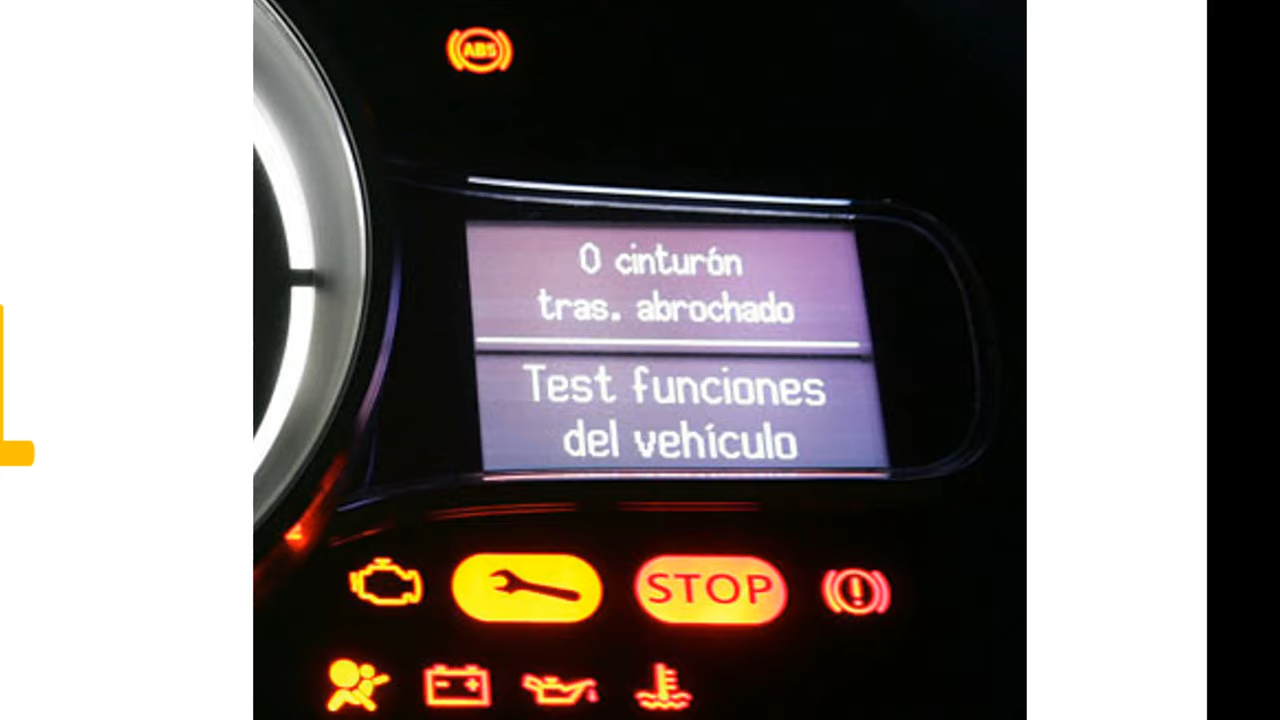 ABS
0 cinturón
tras. abrochado
Test funciones
del vehículo
STOP